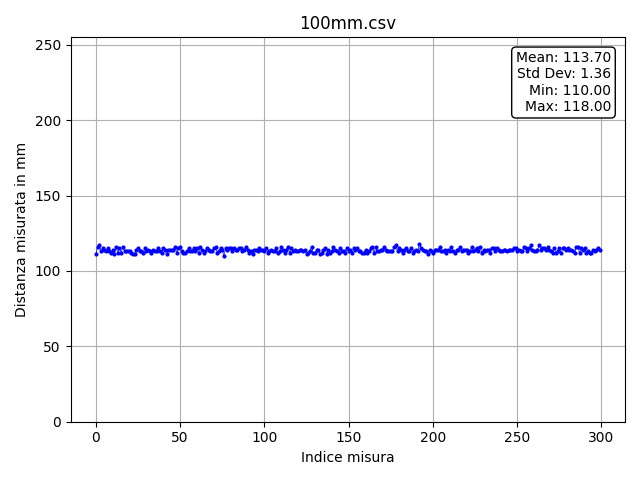 100mm.csv
Mean: 113.70
Std Dev: 1.36
Min: 110.00
Max: 118.00
Distanza misurata in mm
250
200
150
100
50
0
0 50 100 150 200 250 300
Indice misura